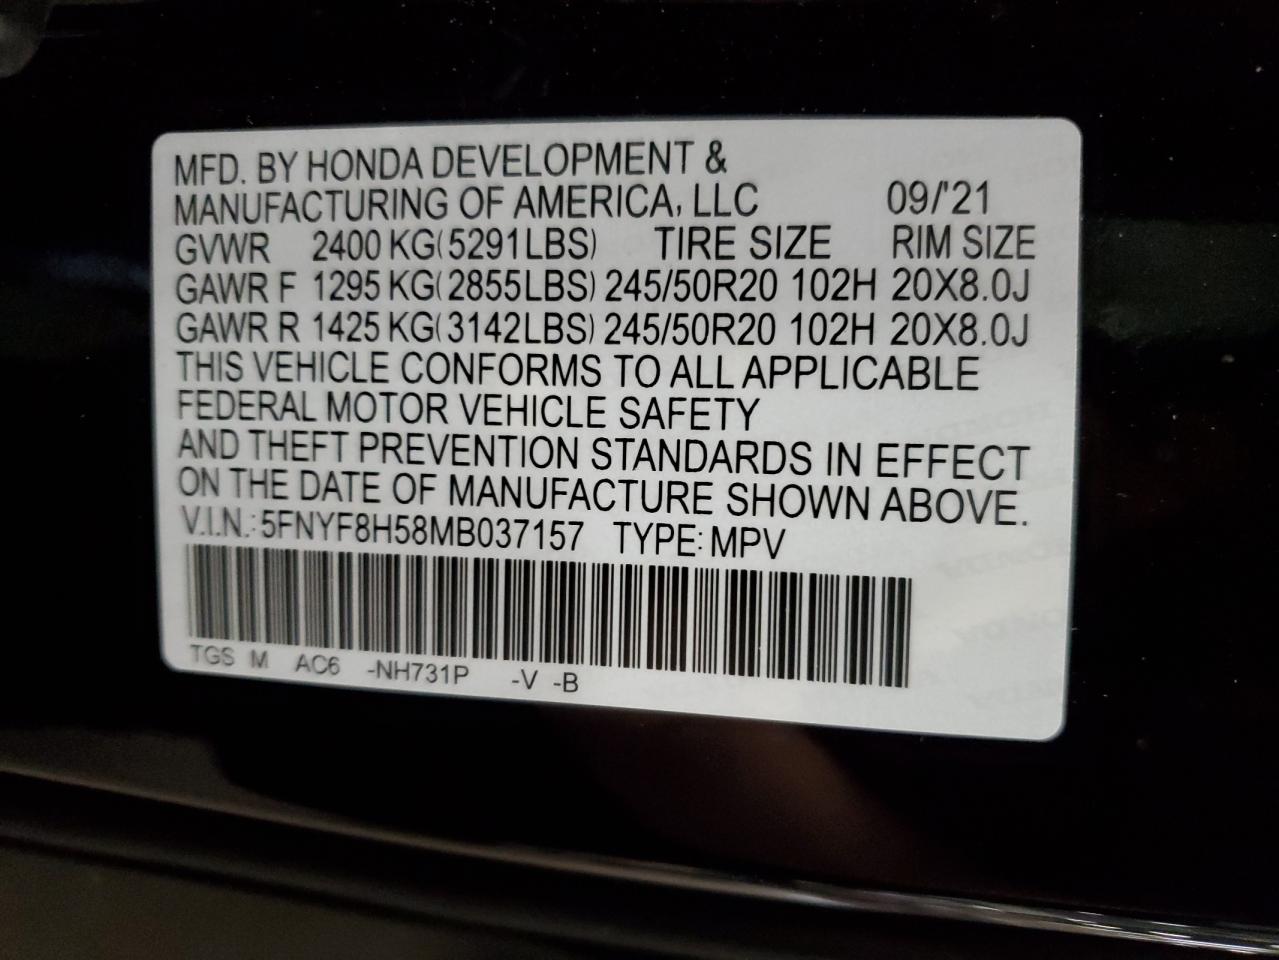 MFD. BY HONDA DEVELOPMENT &
MANUFACTURING OF AMERICA, LLC 09/'21
GVWR 2400 KG(5291LBS) TIRE SIZE RIM SIZE
GAWR F 1295 KG(2855LBS) 245/50R20 102H 20X8.0J
GAWR R 1425 KG(3142LBS) 245/50R20 102H 20X8.0J
THIS VEHICLE CONFORMS TO ALL APPLICABLE
FEDERAL MOTOR VEHICLE SAFETY
AND THEFT PREVENTION STANDARDS IN EFFECT
ON THE DATE OF MANUFACTURE SHOWN ABOVE.
V.I.N.:5FNYF8H58MB037157 TYPE:MPV
TGS M AC6 -NH731P -V -B